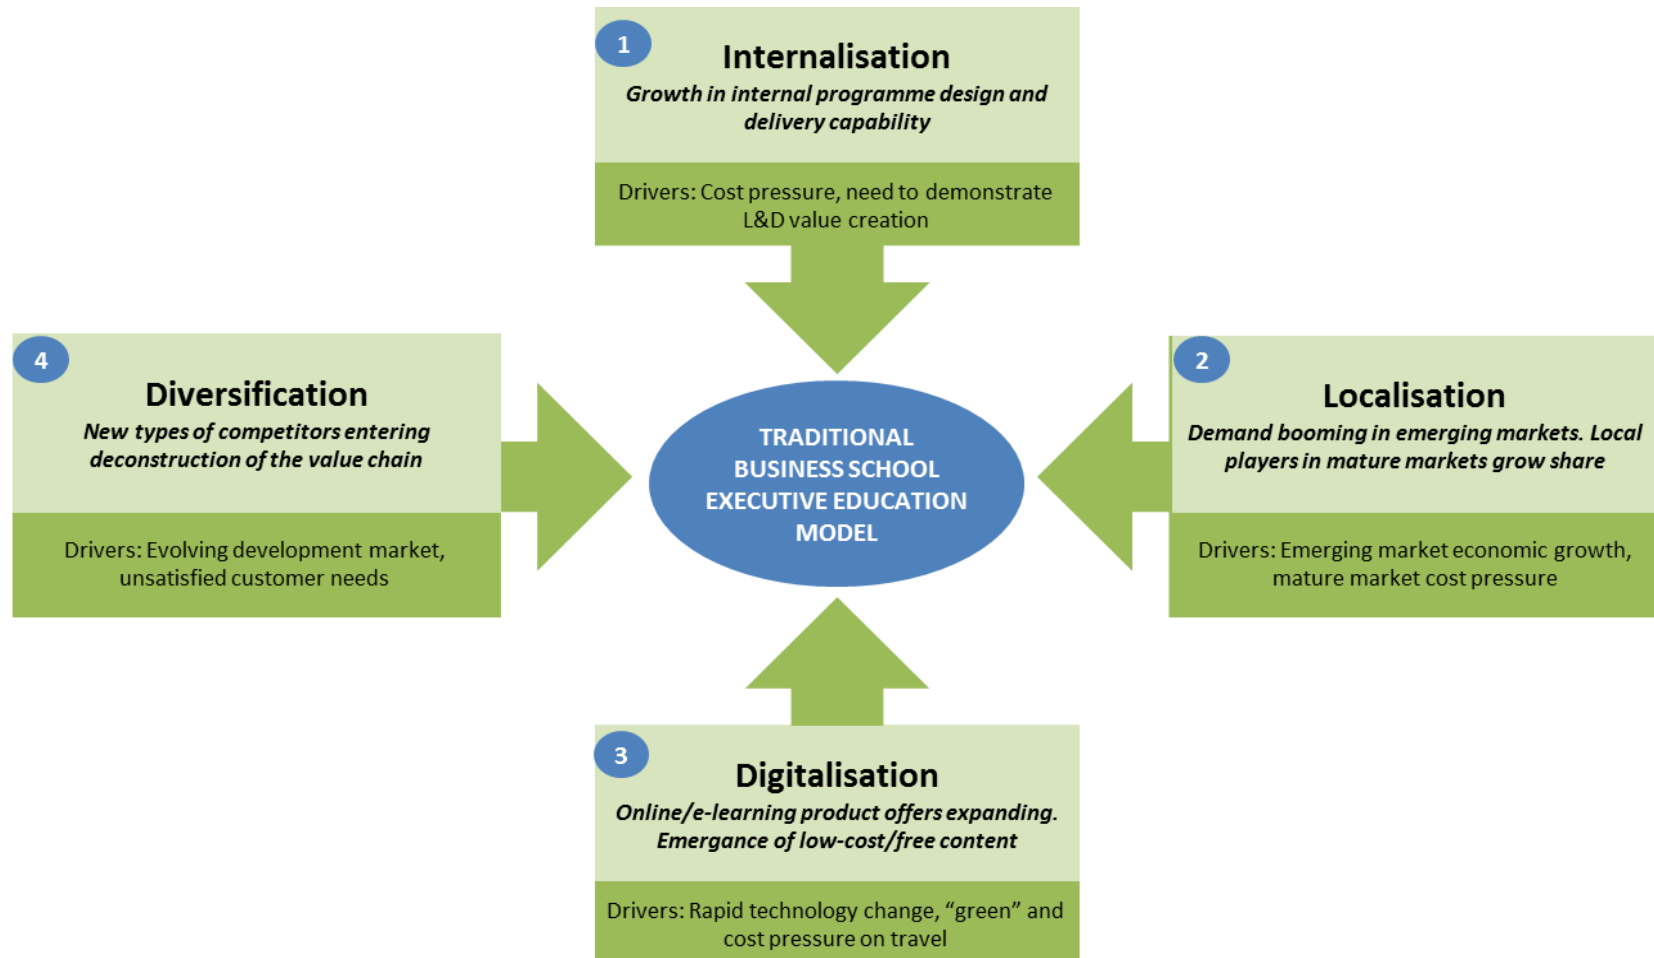 1
Internalisation
Growth in internal programme design and
delivery capability
Drivers: Cost pressure, need to demonstrate
L&D value creation
2
Localisation
Demand booming in emerging markets. Local
players in mature markets grow share
Drivers: Emerging market economic growth,
mature market cost pressure
3
Digitalisation
Online/e-learning product offers expanding.
Emergance of low-cost/free content
Drivers: Rapid technology change, “green” and
cost pressure on travel
4
Diversification
New types of competitors entering
deconstruction of the value chain
Drivers: Evolving development market,
unsatisfied customer needs
TRADITIONAL
BUSINESS SCHOOL
EXECUTIVE EDUCATION
MODEL